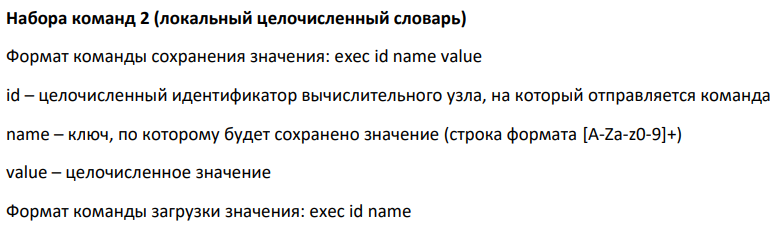 Набора команд 2 (локальный целочисленный словарь)
Формат команды сохранения значения: exec id name value
id – целочисленный идентификатор вычислительного узла, на который отправляется команда
name – ключ, по которому будет сохранено значение (строка формата [A-Za-z0-9]+)
value – целочисленное значение
Формат команды загрузки значения: exec id name